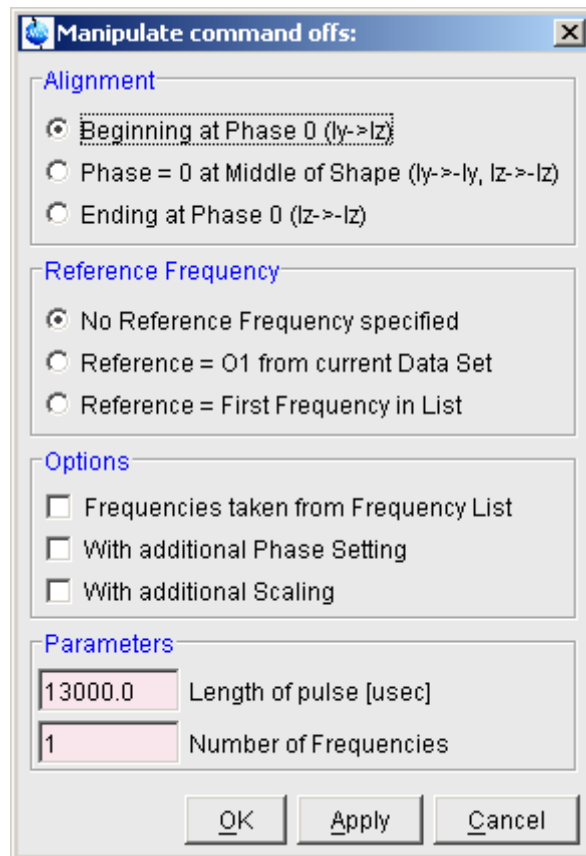 Manipulate command offs:
Alignment
Beginning at Phase 0 (Iy->Iz)
Phase = 0 at Middle of Shape (Iy->-Iy, Iz->-Iz)
Ending at Phase 0 (Iz->-Iz)
Reference Frequency
No Reference Frequency specified
Reference = O1 from current Data Set
Reference = First Frequency in List
Options
Frequencies taken from Frequency List
With additional Phase Setting
With additional Scaling
Parameters
13000.0 Length of pulse [usec]
1 Number of Frequencies
OK Apply Cancel